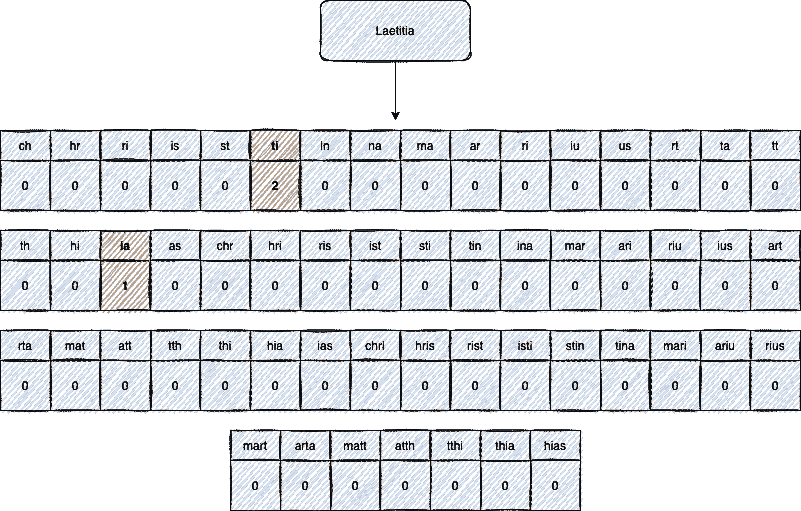 Laetitia
ch hr ri is st ti in na ma ar ri iu us rt ta tt
0 0 0 0 0 2 0 0 0 0 0 0 0 0 0 0
th hi ia as chr hri ris ist sti tin ina mar ari riu ius art
0 0 1 0 0 0 0 0 0 0 0 0 0 0 0 0
rta mat att tth thi hia ias chri hris rist isti stin tina mari ariu rius
0 0 0 0 0 0 0 0 0 0 0 0 0 0 0 0
mart arta matt atth tthi thia hias
0 0 0 0 0 0 0